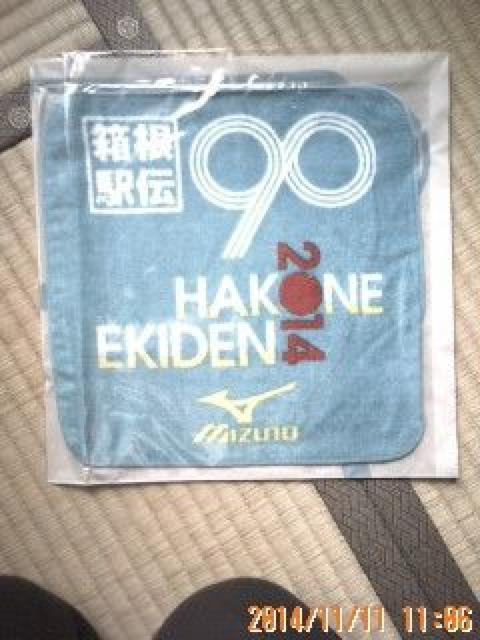 箱根
駅伝
90
HAKONE
EKIDEN
2014
MIZUNO
2014/11/11 11:06